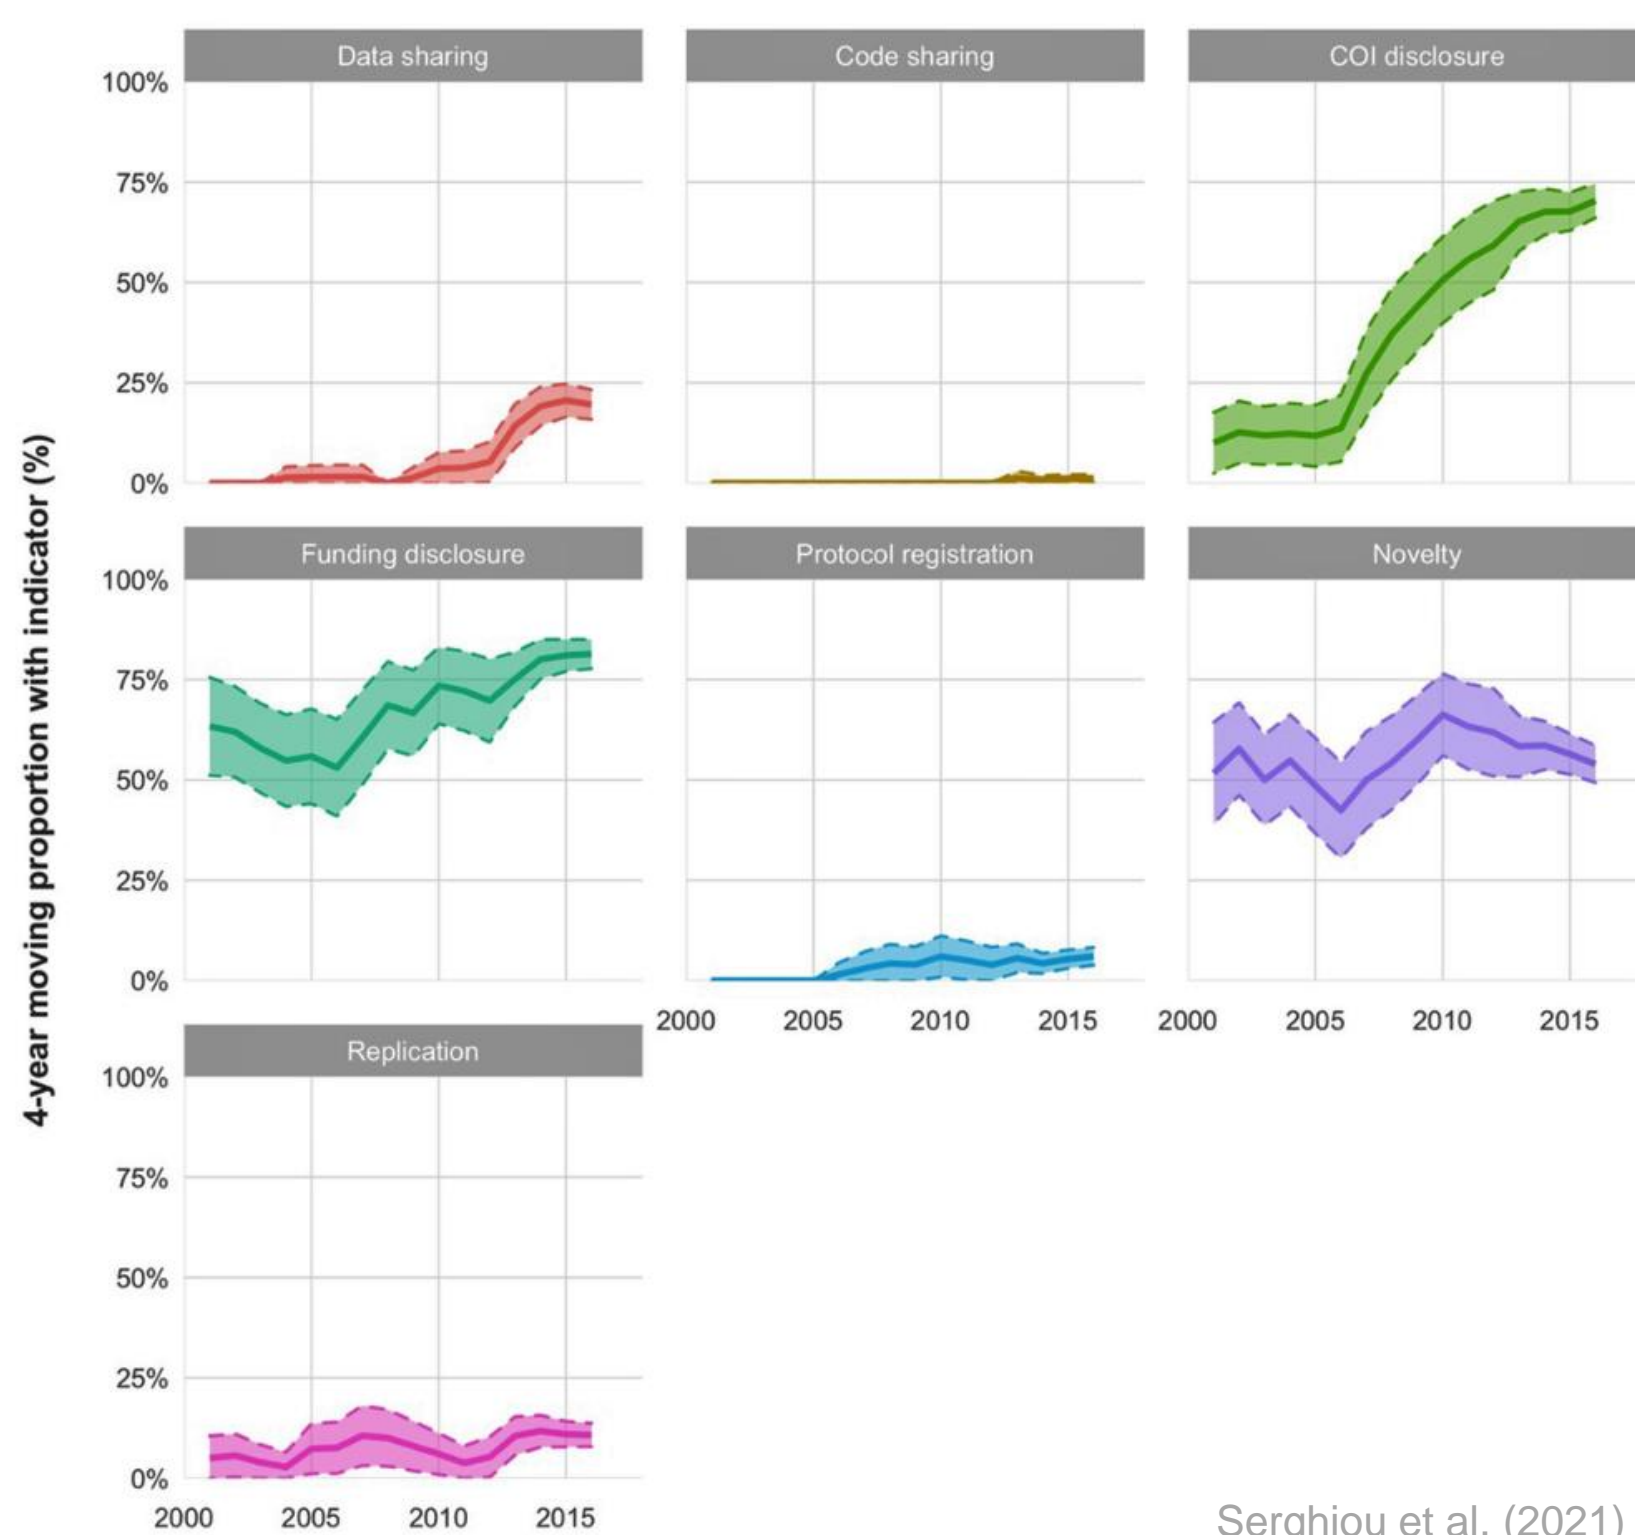 Data sharing
Code sharing
COI disclosure
100%
75%
50%
25%
0%
Funding disclosure
Protocol registration
Novelty
100%
75%
50%
25%
0%
2000 2005 2010 2015
2000 2005 2010 2015
Replication
100%
75%
50%
25%
0%
2000 2005 2010 2015
4-year moving proportion with indicator (%)
Serghiou et al. (2021)